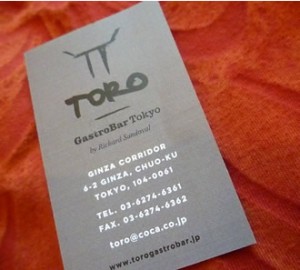 TORO
GastroBar Tokyo
by Richard Sandoval
GINZA CORRIDOR
6-2 GINZA, CHUO-KU
TOKYO, 104-0061
TEL. 03-6274-6361
FAX. 03-6274-6362
toro@coca.co.jp
www.torogastrobar.jp